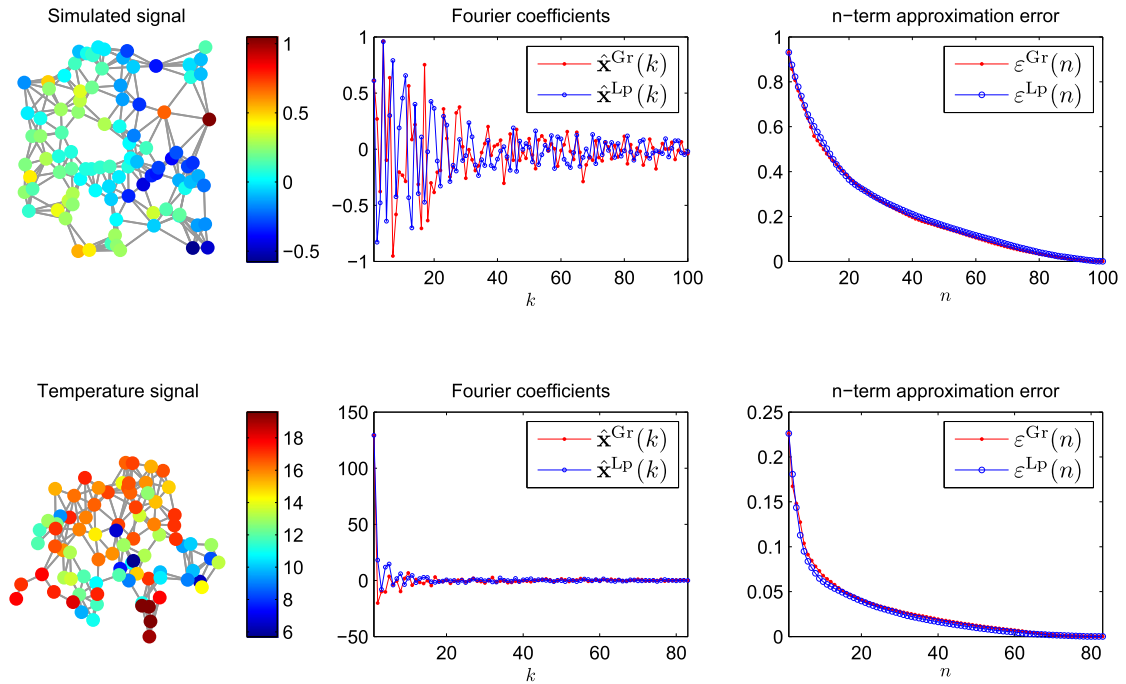 Simulated signal
1
0.5
0
−0.5
Fourier coefficients
1
0.5
0
−0.5
−1
20 40 60 80 100
k
x̂^Gr(k)
x̂^Lp(k)
n−term approximation error
1
0.8
0.6
0.4
0.2
0
20 40 60 80 100
n
ε^Gr(n)
ε^Lp(n)
Temperature signal
18
16
14
12
10
8
6
Fourier coefficients
150
100
50
0
−50
20 40 60 80
k
x̂^Gr(k)
x̂^Lp(k)
n−term approximation error
0.25
0.2
0.15
0.1
0.05
0
20 40 60 80
n
ε^Gr(n)
ε^Lp(n)